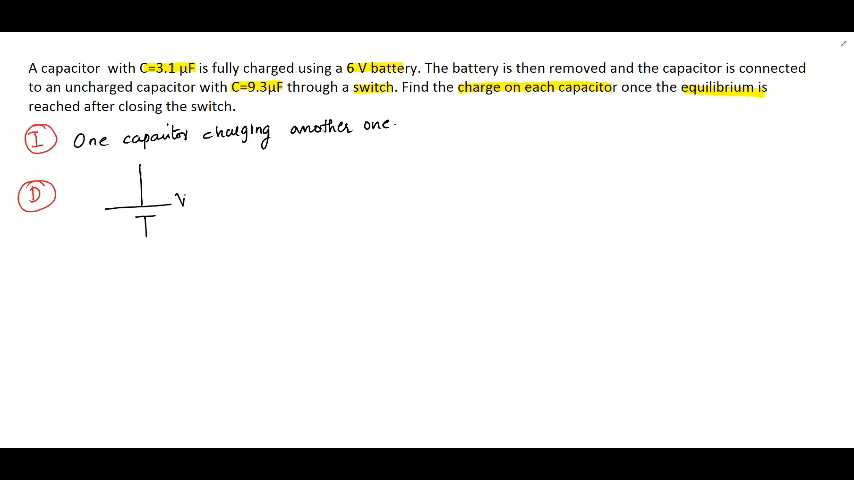 A capacitor with C=3.1 µF is fully charged using a 6 V battery. The battery is then removed and the capacitor is connected
to an uncharged capacitor with C=9.3µF through a switch. Find the charge on each capacitor once the equilibrium is
reached after closing the switch.
I One capaitor charging another one.
D V